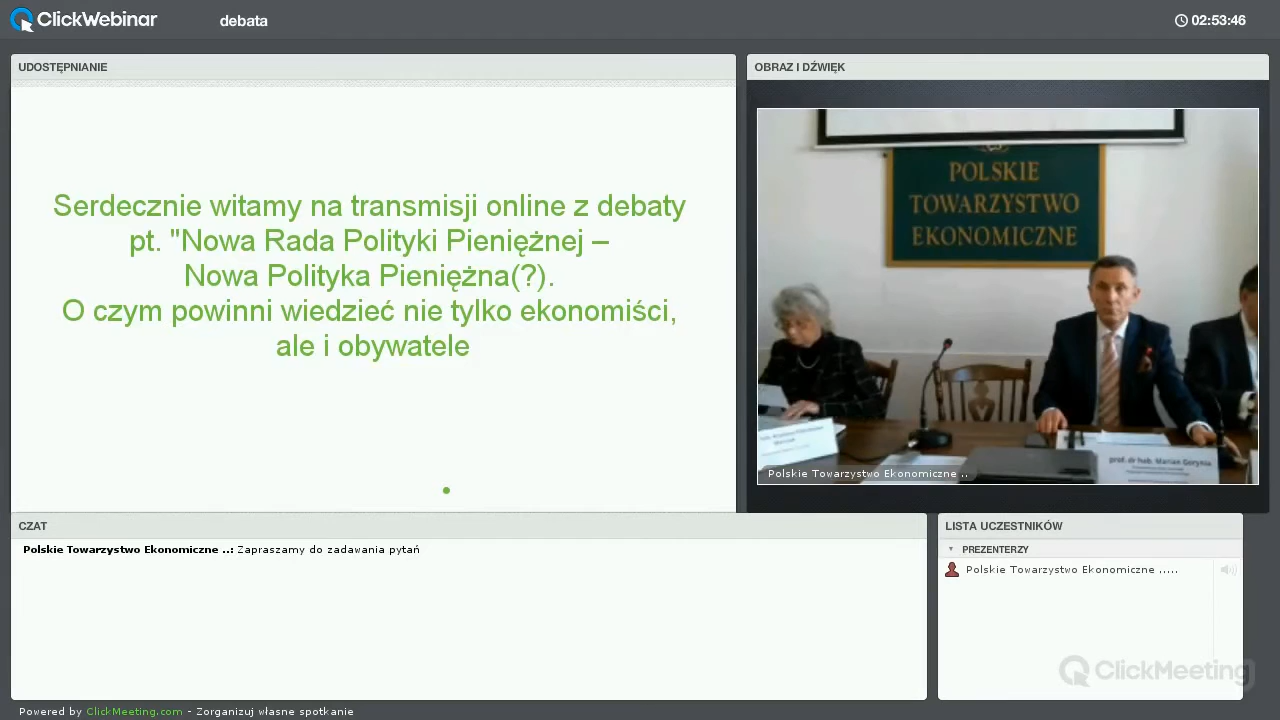 ClickWebinar
debata
02:53:46
UDOSTĘPNIANIE
Serdecznie witamy na transmisji online z debaty
pt. "Nowa Rada Polityki Pieniężnej –
Nowa Polityka Pieniężna(?).
O czym powinni wiedzieć nie tylko ekonomiści,
ale i obywatele
OBRAZ I DŹWIĘK
POLSKIE
TOWARZYSTWO
EKONOMICZNE
prof. dr hab. Marian Gorynia
Polskie Towarzystwo Ekonomiczne ..
CZAT
Polskie Towarzystwo Ekonomiczne ..: Zapraszamy do zadawania pytań
LISTA UCZESTNIKÓW
PREZENTERZY
Polskie Towarzystwo Ekonomiczne .....
ClickMeeting
Powered by ClickMeeting.com - Zorganizuj własne spotkanie